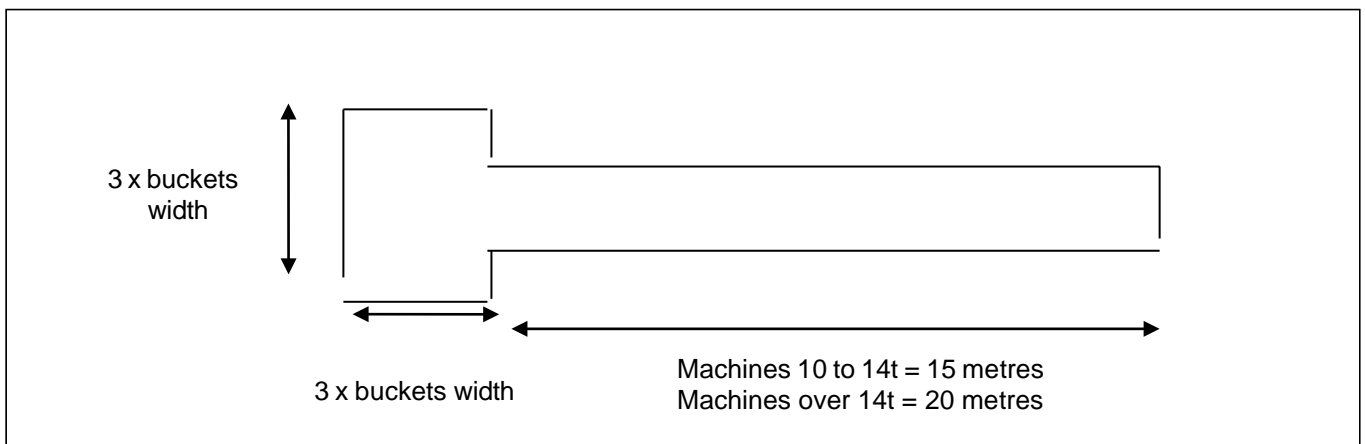 3 x buckets
width
3 x buckets width
Machines 10 to 14t = 15 metres
Machines over 14t = 20 metres